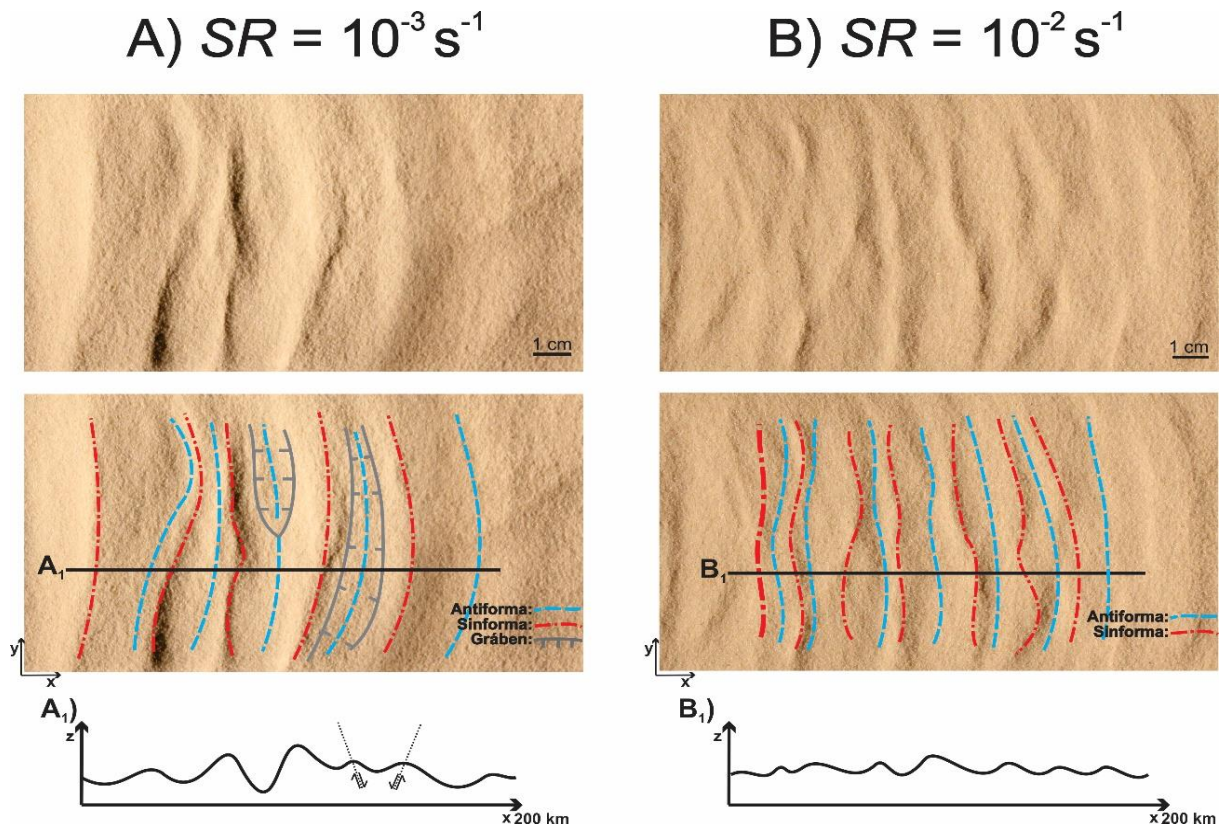 A) SR = 10⁻³ s⁻¹
B) SR = 10⁻² s⁻¹
1 cm
1 cm
A₁
Antiforma:
Sinforma:
Gráben:
y
x
B₁
Antiforma:
Sinforma:
y
x
A₁)
z
x 200 km
B₁)
z
x 200 km